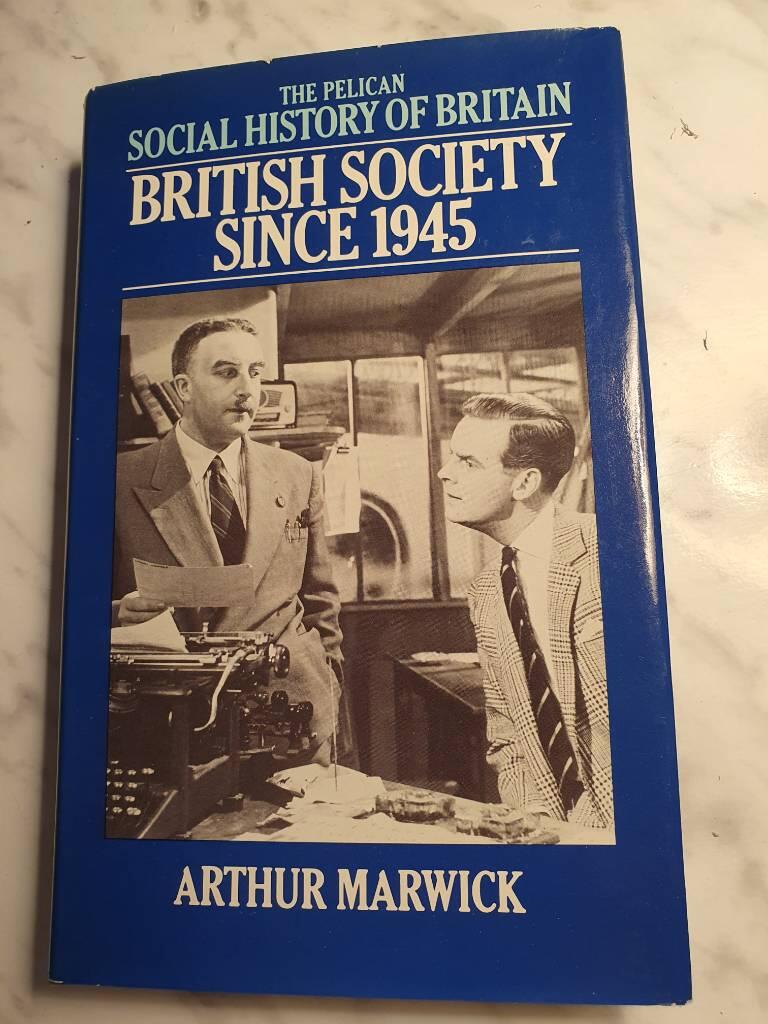 THE PELICAN
SOCIAL HISTORY OF BRITAIN
BRITISH SOCIETY
SINCE 1945
ARTHUR MARWICK